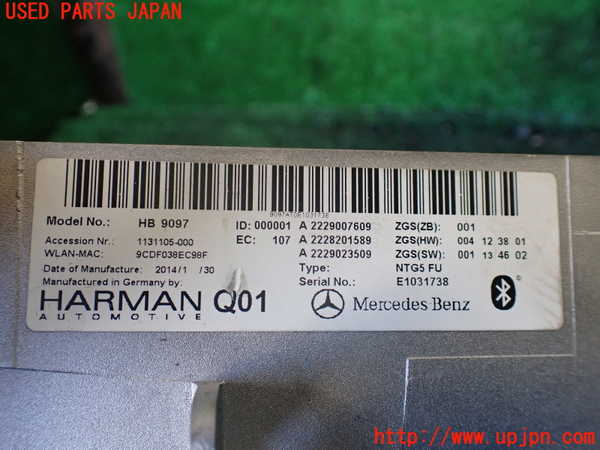 USED PARTS JAPAN
9097AT0E1031738
Model No.: HB 9097 ID: 000001 A 2229007609 ZGS(ZB): 001
Accession Nr.: 1131105-000 EC: 107 A 2228201589 ZGS(HW): 004 12 38 01
WLAN-MAC: 9CDF038EC98F A 2229023509 ZGS(SW): 001 13 46 02
Date of Manufacture: 2014/1 /30 Type: NTG5 FU
Manufactured in Germany by: Serial No.: E1031738
HARMAN Q01 Mercedes-Benz
AUTOMOTIVE
UPJ
http://www.upjpn.com/